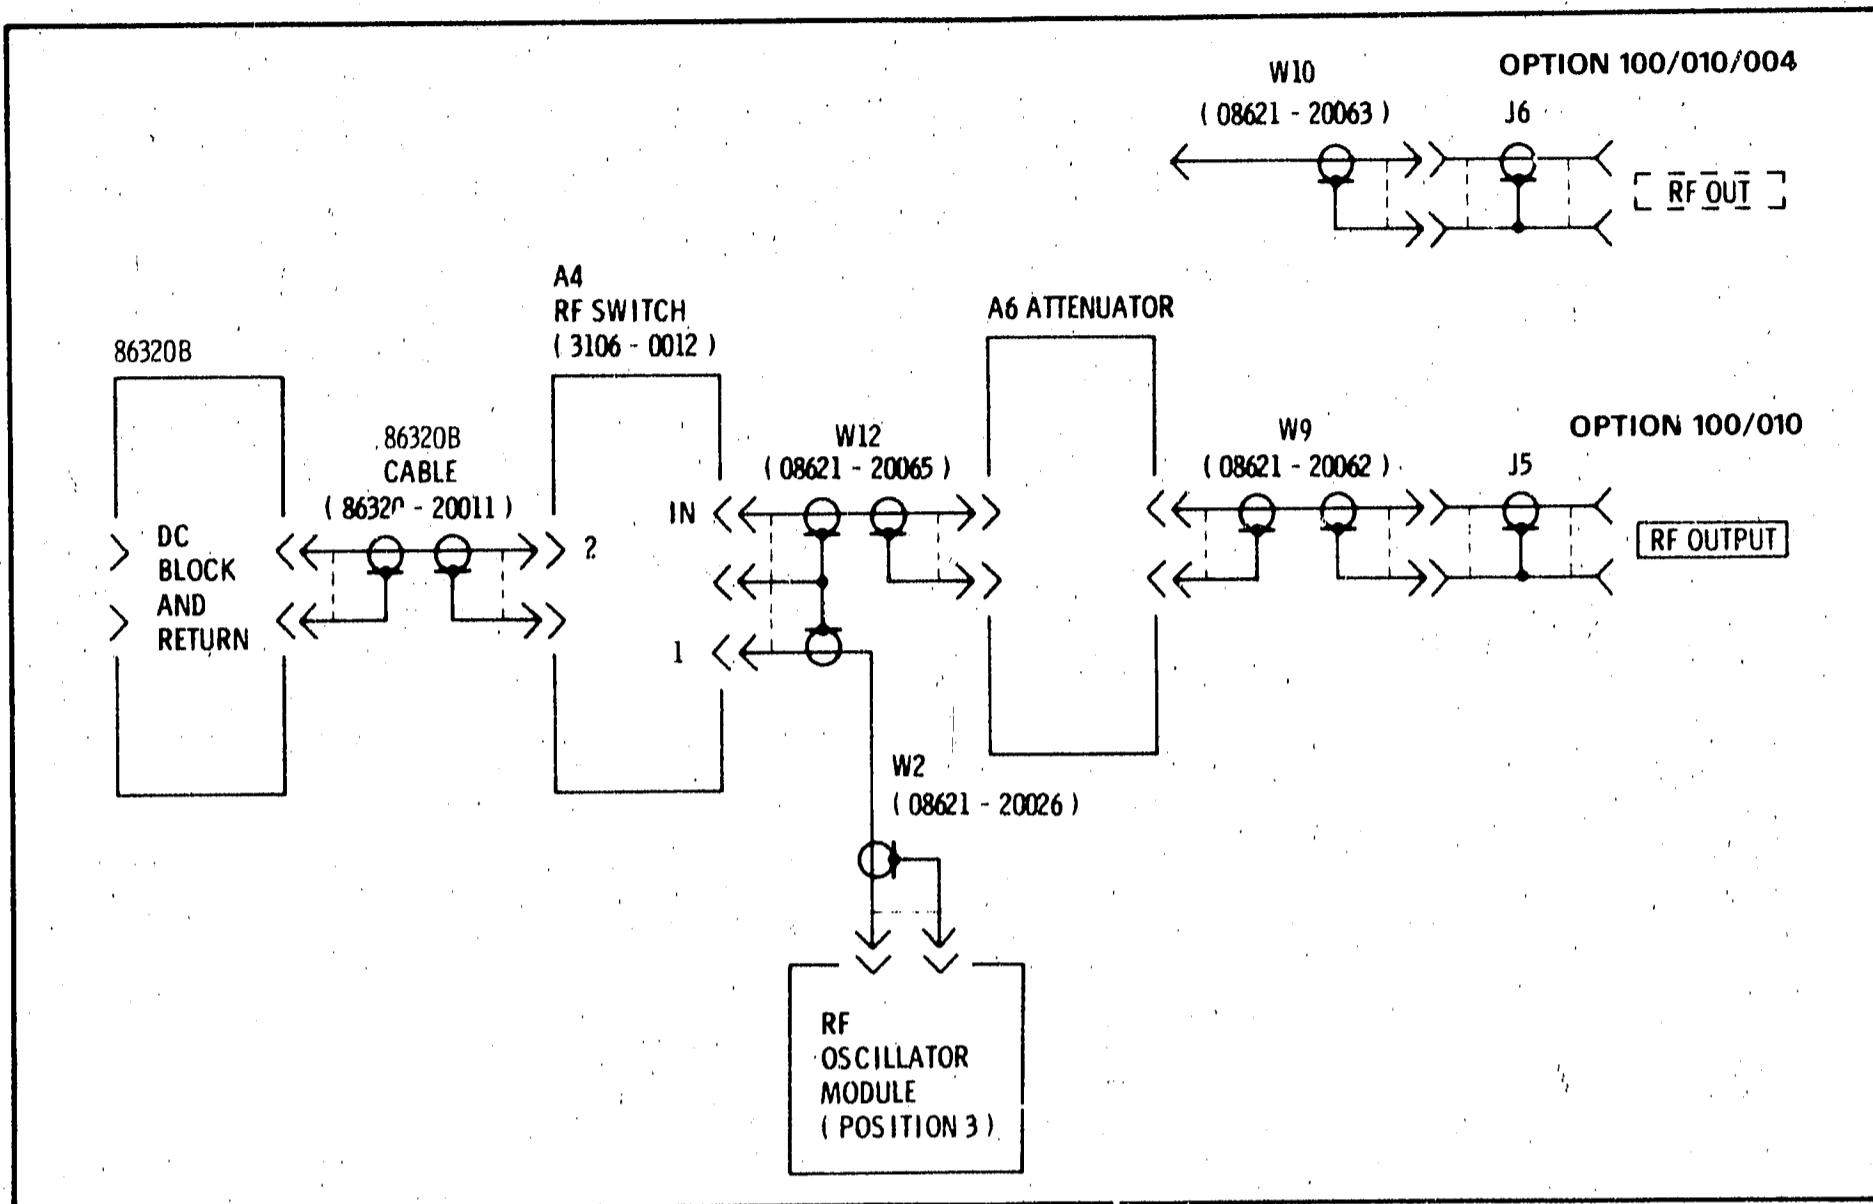 OPTION 100/010/004
W10
( 08621 - 20063 )
J6
RF OUT
A4
RF SWITCH
( 3106 - 0012 )
A6 ATTENUATOR
86320B
86320B
CABLE
( 86320 - 20011 )
W12
( 08621 - 20065 )
W9
( 08621 - 20062 )
OPTION 100/010
J5
IN
RF OUTPUT
DC
BLOCK
AND
RETURN
2
1
W2
( 08621 - 20026 )
RF
OSCILLATOR
MODULE
( POSITION 3 )